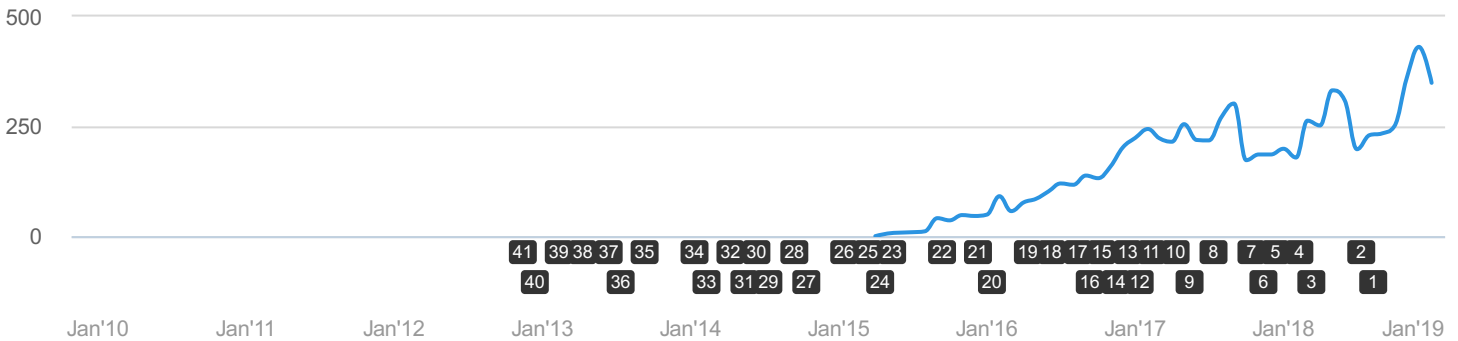 500
250
0
41 39 38 37 35 34 32 30 28 26 25 23 22 21 19 18 17 15 13 11 10 8 7 5 4 2
40 36 33 31 29 27 24 20 16 14 12 9 6 3 1
Jan'10 Jan'11 Jan'12 Jan'13 Jan'14 Jan'15 Jan'16 Jan'17 Jan'18 Jan'19